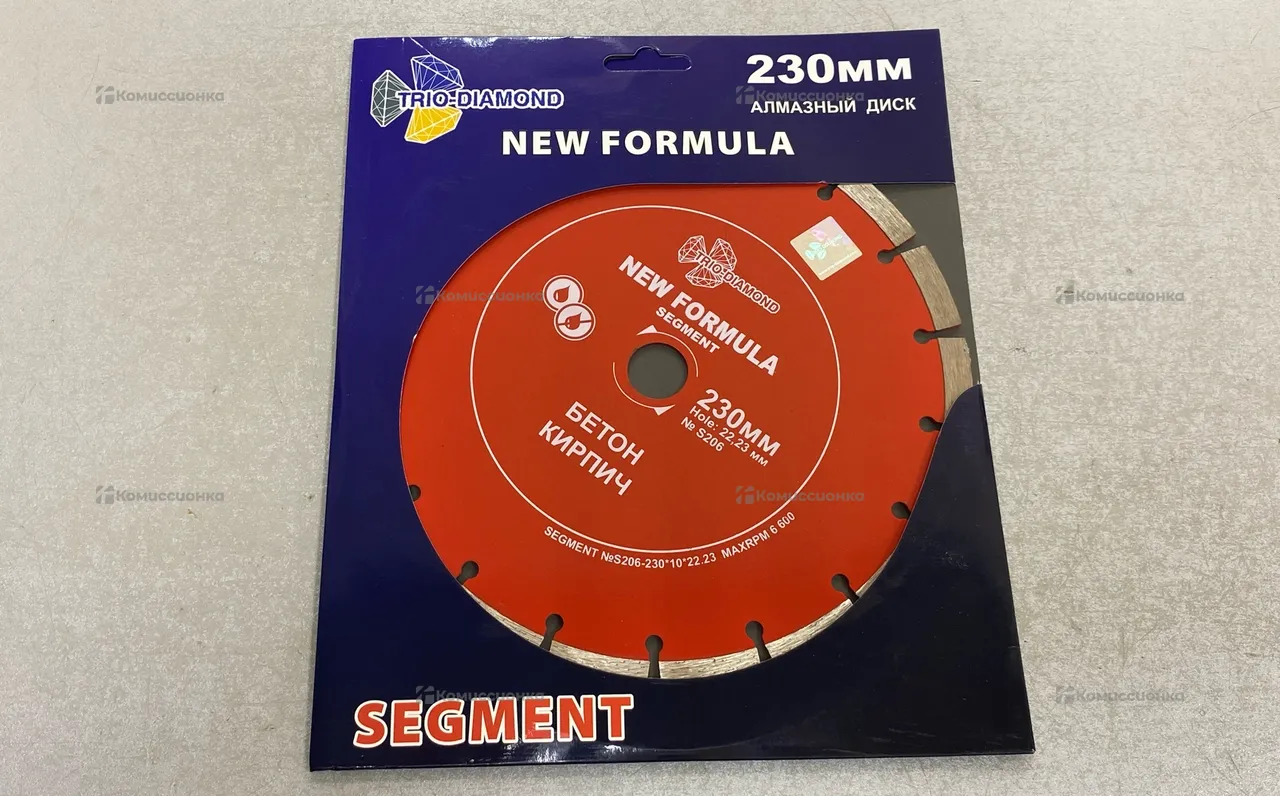 TRIO-DIAMOND
230мм
АЛМАЗНЫЙ ДИСК
NEW FORMULA
TRIO-DIAMOND
NEW FORMULA
SEGMENT
230мм
Hole: 22,23 мм
№ S206
БЕТОН
КИРПИЧ
SEGMENT №S206-230*10*22.23 MAXRPM 6 600
SEGMENT
Комиссионка
Комиссионка
Комиссионка
Комиссионка
Комиссионка
Комиссионка
Комиссионка
Комиссионка